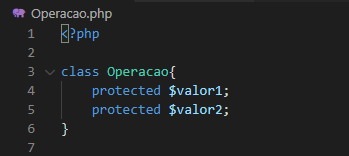 Operacao.php
1 <?php
2
3 class Operacao{
4 protected $valor1;
5 protected $valor2;
6 }
7